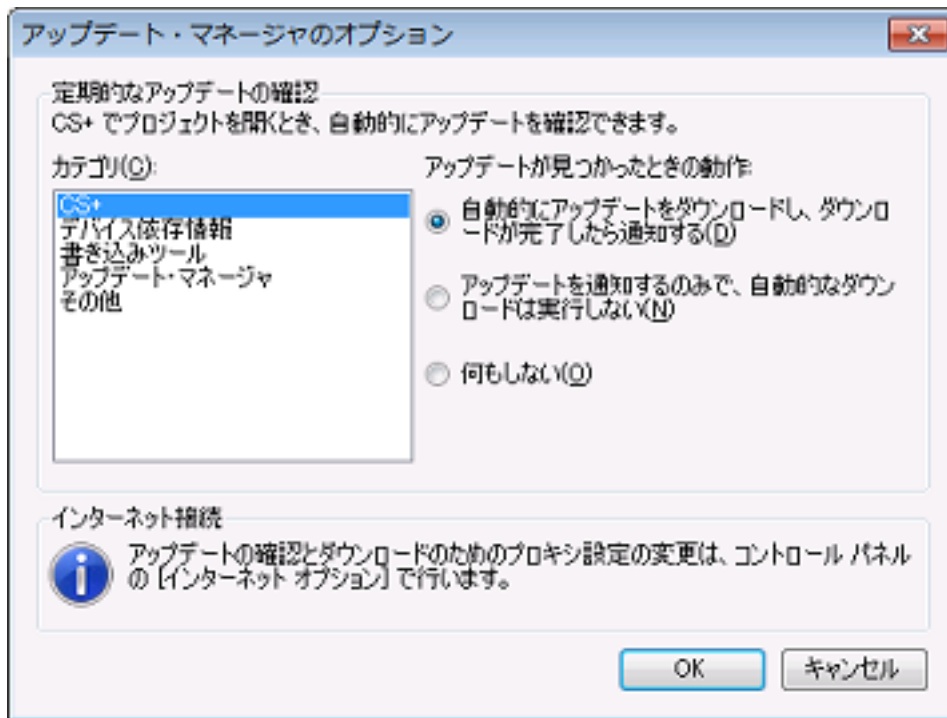 アップデート・マネージャのオプション
定期的なアップデートの確認
CS+ でプロジェクトを開くとき、自動的にアップデートを確認できます。
カテゴリ(C):
CS+
デバイス依存情報
書き込みツール
アップデート・マネージャ
その他
アップデートが見つかったときの動作:
自動的にアップデートをダウンロードし、ダウンロ
ードが完了したら通知する(D)
アップデートを通知するのみで、自動的なダウン
ロードは実行しない(N)
何もしない(O)
インターネット接続
アップデートの確認とダウンロードのためのプロキシ設定の変更は、コントロール パネル
の [インターネット オプション] で行います。
OK
キャンセル